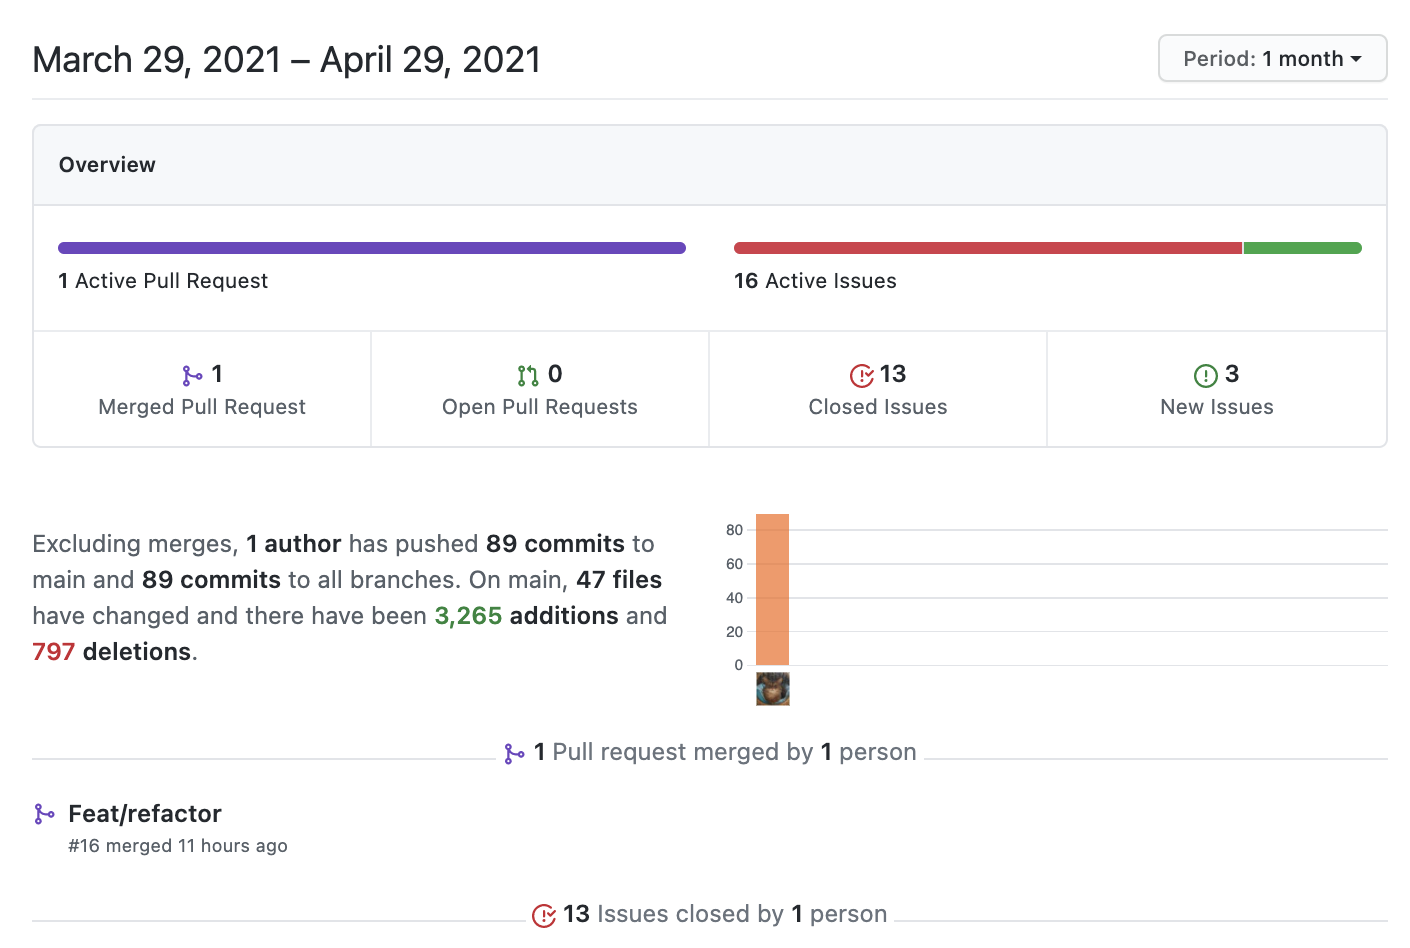 March 29, 2021 – April 29, 2021
Period: 1 month
Overview
1 Active Pull Request
16 Active Issues
1
Merged Pull Request
0
Open Pull Requests
13
Closed Issues
3
New Issues
Excluding merges, 1 author has pushed 89 commits to
main and 89 commits to all branches. On main, 47 files
have changed and there have been 3,265 additions and
797 deletions.
80
60
40
20
0
1 Pull request merged by 1 person
Feat/refactor
#16 merged 11 hours ago
13 Issues closed by 1 person